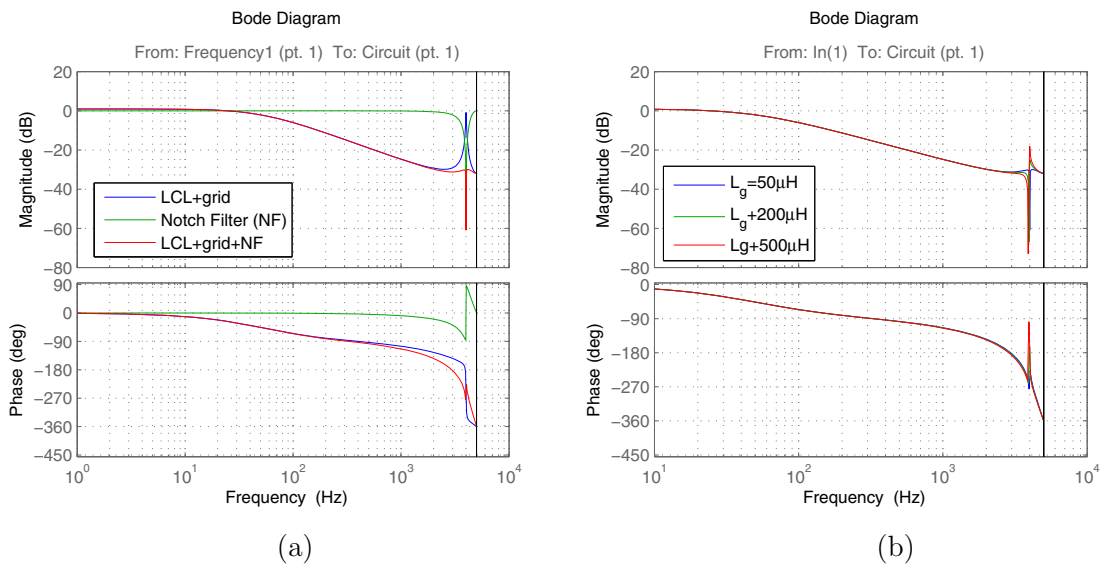 Bode Diagram
From: Frequency1 (pt. 1) To: Circuit (pt. 1)
20
0
−20
−40
−60
−80
Magnitude (dB)
LCL+grid
Notch Filter (NF)
LCL+grid+NF
90
0
−90
−180
−270
−360
−450
Phase (deg)
10^0
10^1
10^2
10^3
10^4
Frequency (Hz)
(a)
Bode Diagram
From: In(1) To: Circuit (pt. 1)
20
0
−20
−40
−60
−80
Magnitude (dB)
L_g=50μH
L_g+200μH
Lg+500μH
0
−90
−180
−270
−360
−450
Phase (deg)
10^1
10^2
10^3
10^4
Frequency (Hz)
(b)